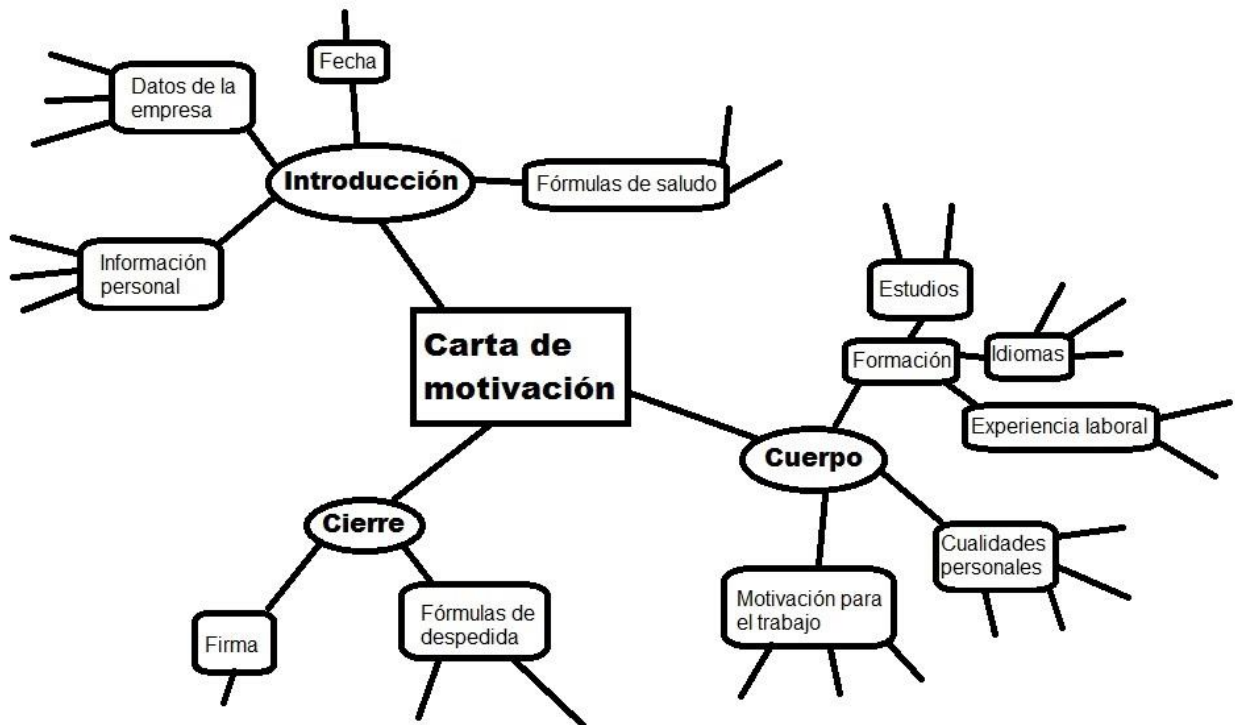 Fecha
Datos de la
empresa
Introducción
Fórmulas de saludo
Información
personal
Carta de
motivación
Estudios
Formación
Idiomas
Experiencia laboral
Cuerpo
Cualidades
personales
Motivación para
el trabajo
Cierre
Firma
Fórmulas de
despedida